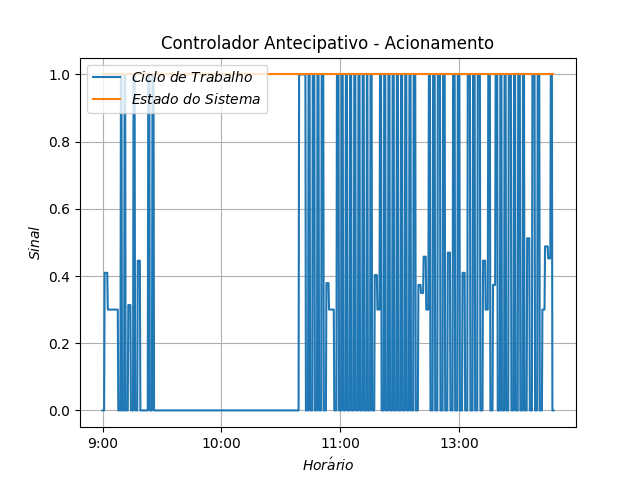 Controlador Antecipativo - Acionamento
Ciclo de Trabalho
Estado do Sistema
1.0
0.8
0.6
0.4
0.2
0.0
Sinal
9:00 10:00 11:00 13:00
Horário